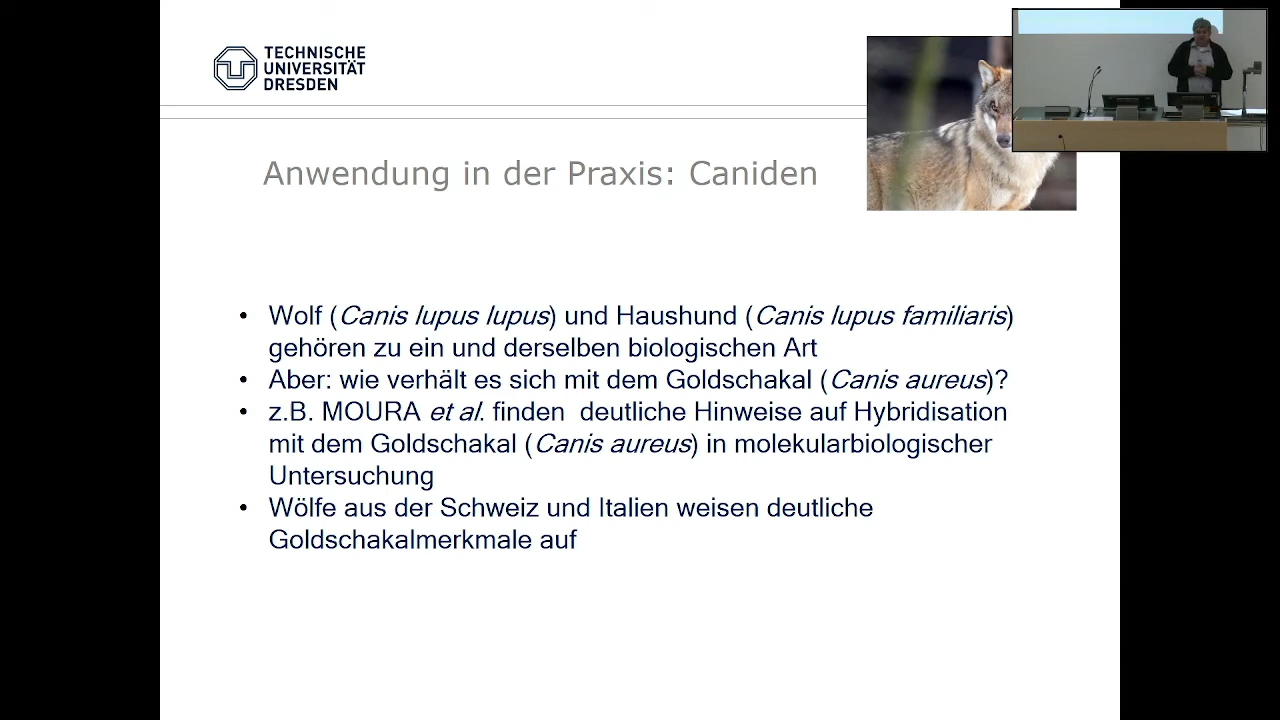 TECHNISCHE
UNIVERSITÄT
DRESDEN
Anwendung in der Praxis: Caniden
• Wolf (Canis lupus lupus) und Haushund (Canis lupus familiaris)
gehören zu ein und derselben biologischen Art
• Aber: wie verhält es sich mit dem Goldschakal (Canis aureus)?
• z.B. MOURA et al. finden deutliche Hinweise auf Hybridisation
mit dem Goldschakal (Canis aureus) in molekularbiologischer
Untersuchung
• Wölfe aus der Schweiz und Italien weisen deutliche
Goldschakalmerkmale auf